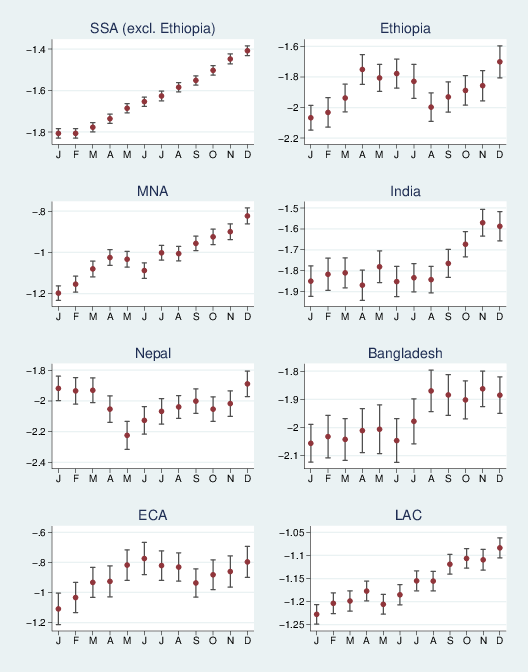 SSA (excl. Ethiopia)
−1.4
−1.6
−1.8
J F M A M J J A S O N D
Ethiopia
−1.6
−1.8
−2
−2.2
J F M A M J J A S O N D
MNA
−.8
−1
−1.2
J F M A M J J A S O N D
India
−1.5
−1.6
−1.7
−1.8
−1.9
J F M A M J J A S O N D
Nepal
−1.8
−2
−2.2
−2.4
J F M A M J J A S O N D
Bangladesh
−1.8
−1.9
−2
−2.1
J F M A M J J A S O N D
ECA
−.6
−.8
−1
−1.2
J F M A M J J A S O N D
LAC
−1.05
−1.1
−1.15
−1.2
−1.25
J F M A M J J A S O N D